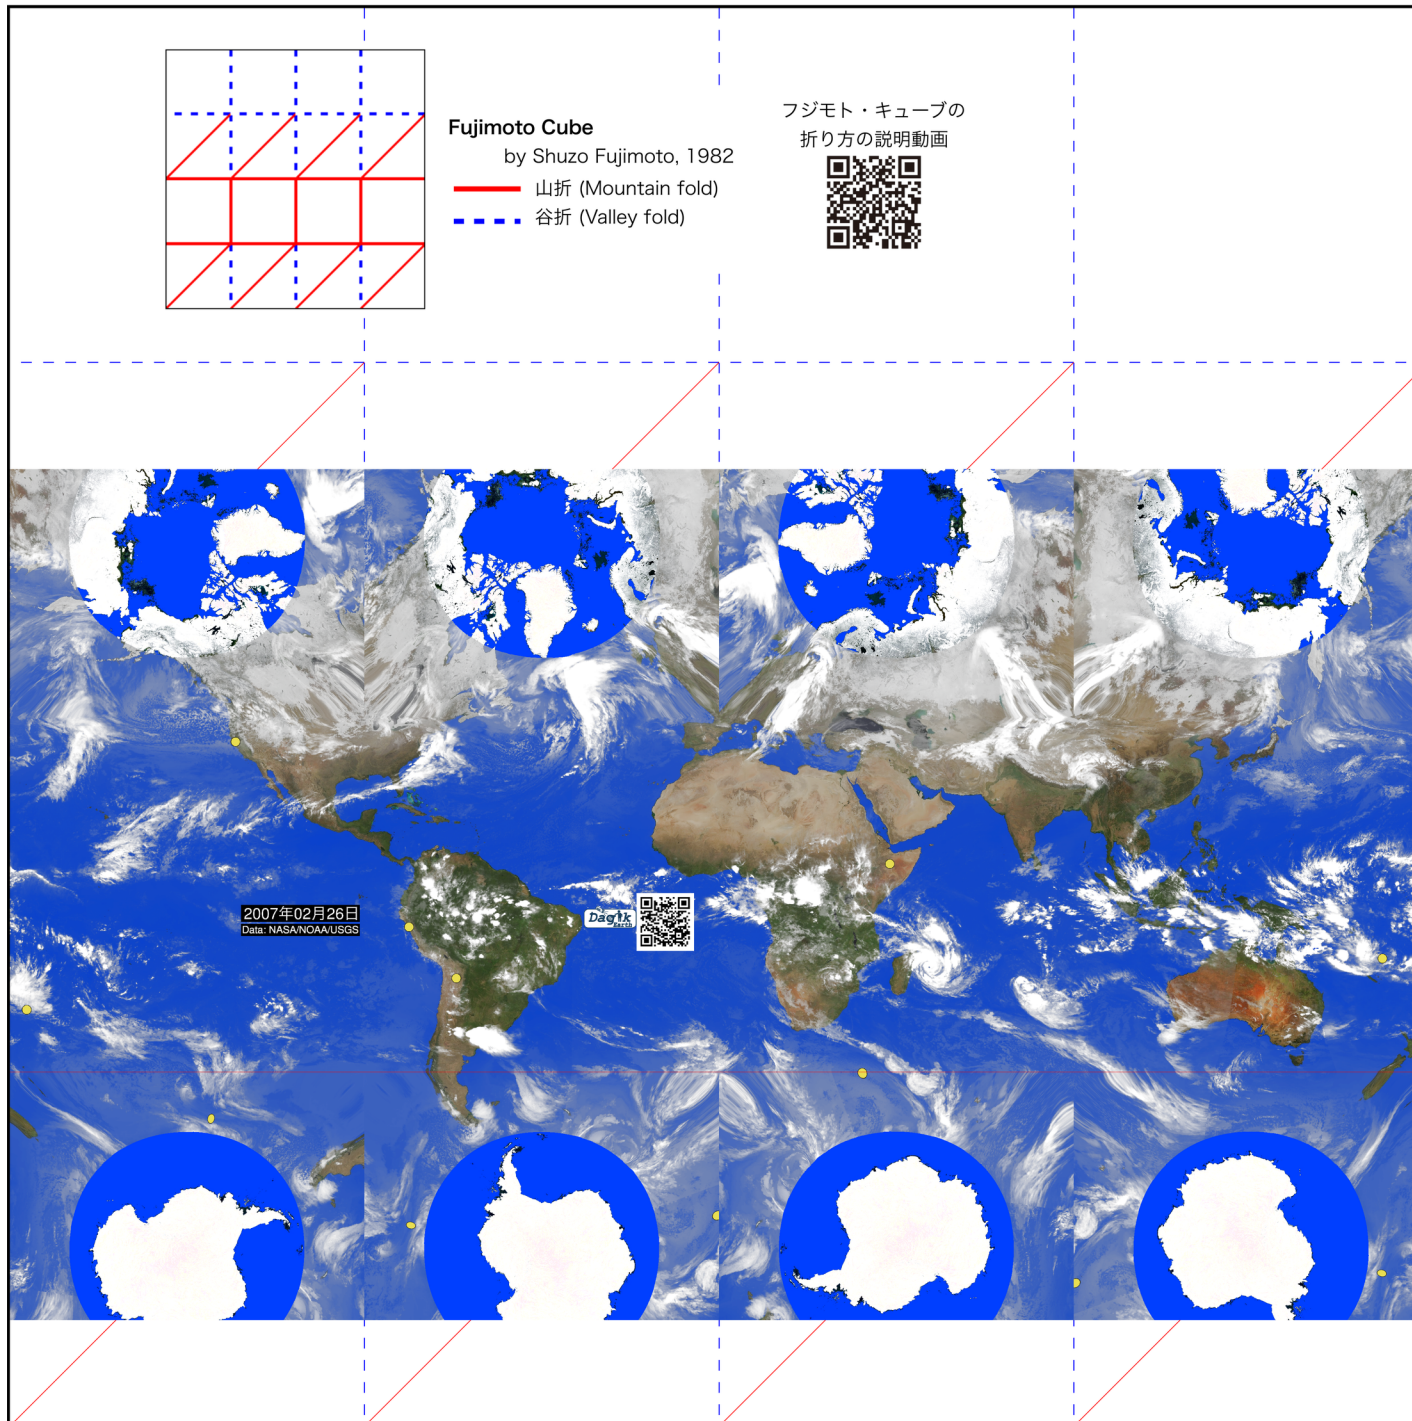 Fujimoto Cube
by Shuzo Fujimoto, 1982
山折 (Mountain fold)
谷折 (Valley fold)
フジモト・キューブの
折り方の説明動画
2007年02月26日
Data: NASA/NOAA/USGS
Dagik
Earth